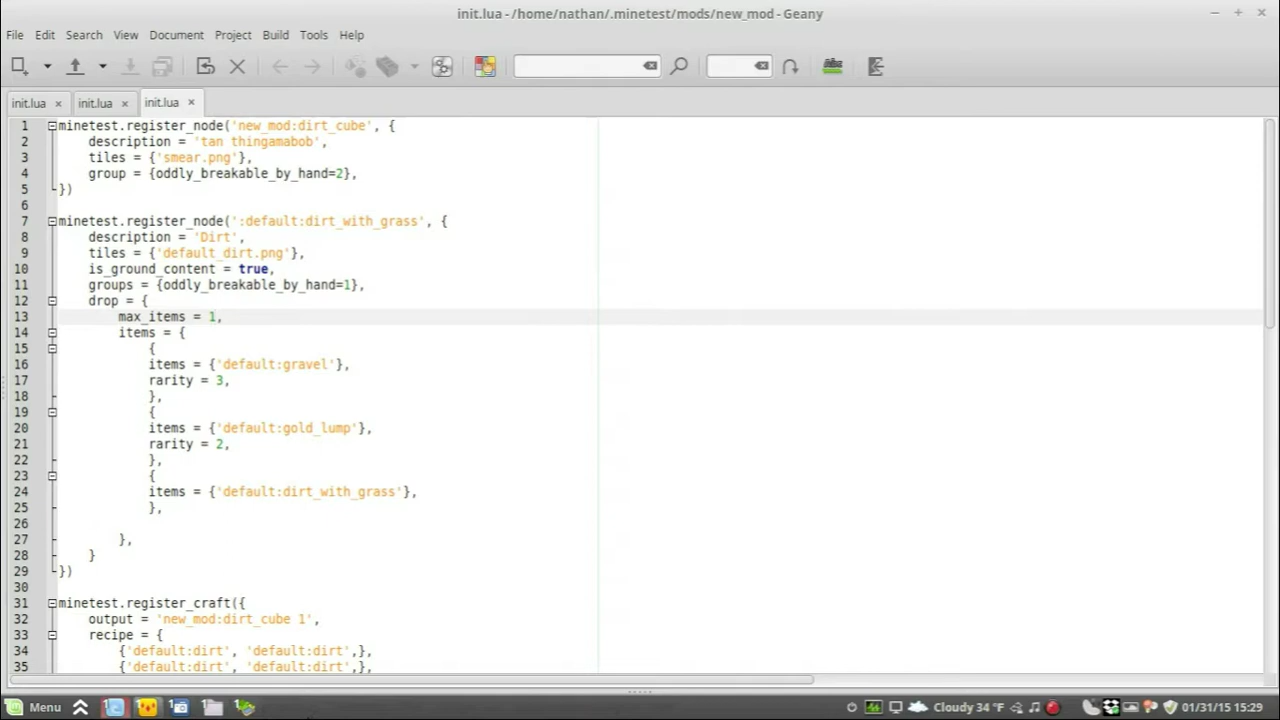 init.lua - /home/nathan/.minetest/mods/new_mod - Geany
File Edit Search View Document Project Build Tools Help
init.lua init.lua init.lua
1 minetest.register_node('new_mod:dirt_cube', {
2 description = 'tan thingamabob',
3 tiles = {'smear.png'},
4 group = {oddly_breakable_by_hand=2},
5 })
6
7 minetest.register_node(':default:dirt_with_grass', {
8 description = 'Dirt',
9 tiles = {'default_dirt.png'},
10 is_ground_content = true,
11 groups = {oddly_breakable_by_hand=1},
12 drop = {
13 max_items = 1,
14 items = {
15 {
16 items = {'default:gravel'},
17 rarity = 3,
18 },
19 {
20 items = {'default:gold_lump'},
21 rarity = 2,
22 },
23 {
24 items = {'default:dirt_with_grass'},
25 },
26
27 },
28 }
29 })
30
31 minetest.register_craft({
32 output = 'new_mod:dirt_cube 1',
33 recipe = {
34 {'default:dirt', 'default:dirt',},
35 {'default:dirt', 'default:dirt',},
Menu Cloudy 34 °F 01/31/15 15:29